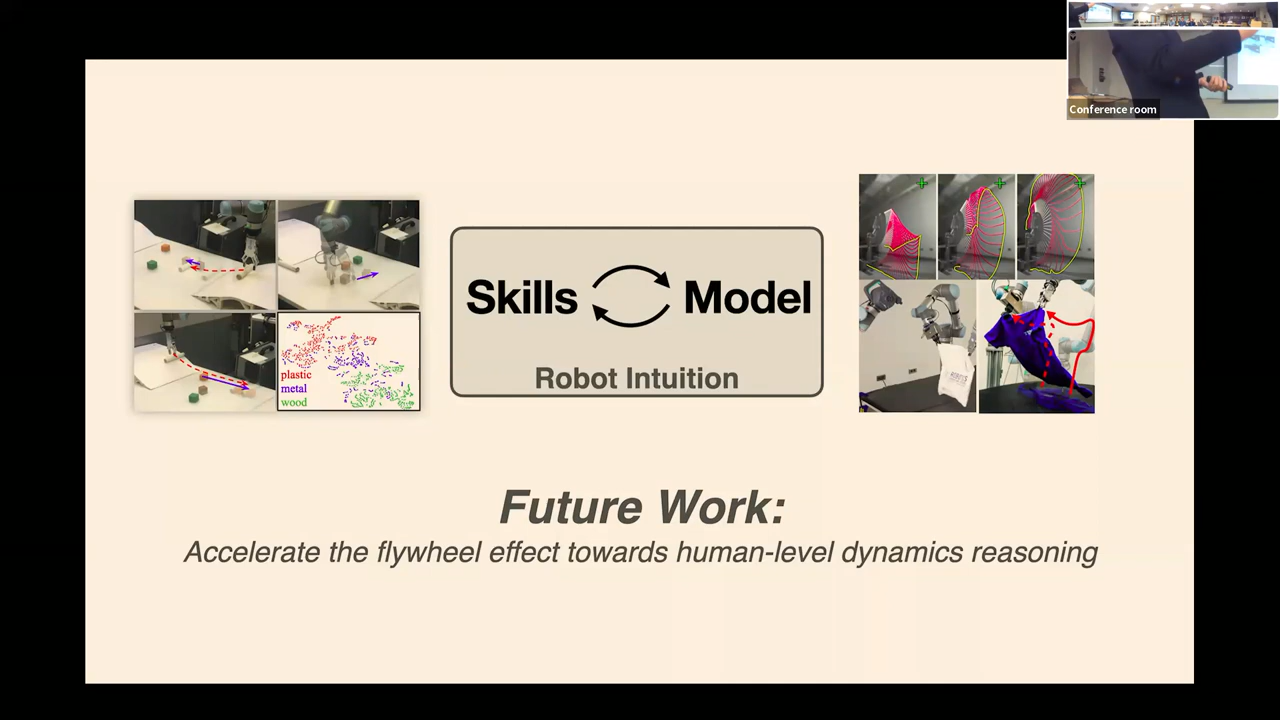 Conference room
plastic
metal
wood
Skills Model
Robot Intuition
Future Work:
Accelerate the flywheel effect towards human-level dynamics reasoning